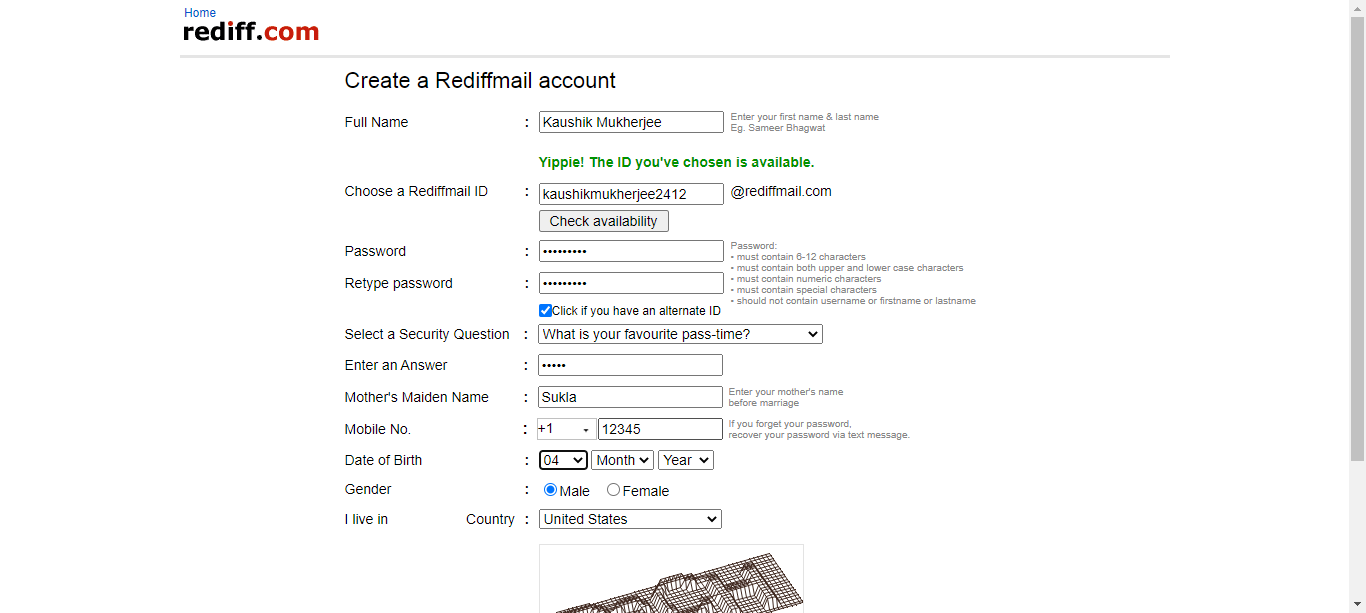 Home
rediff.com
Create a Rediffmail account
Full Name : Kaushik Mukherjee Enter your first name & last name
Eg. Sameer Bhagwat
Yippie! The ID you've chosen is available.
Choose a Rediffmail ID : kaushikmukherjee2412 @rediffmail.com
Check availability
Password : ••••••••• Password:
• must contain 6-12 characters
• must contain both upper and lower case characters
• must contain numeric characters
• must contain special characters
• should not contain username or firstname or lastname
Retype password : •••••••••
Click if you have an alternate ID
Select a Security Question : What is your favourite pass-time?
Enter an Answer : •••••
Mother's Maiden Name : Sukla Enter your mother's name
before marriage
Mobile No. : +1 12345 If you forget your password,
recover your password via text message.
Date of Birth : 04 Month Year
Gender : Male Female
I live in Country : United States